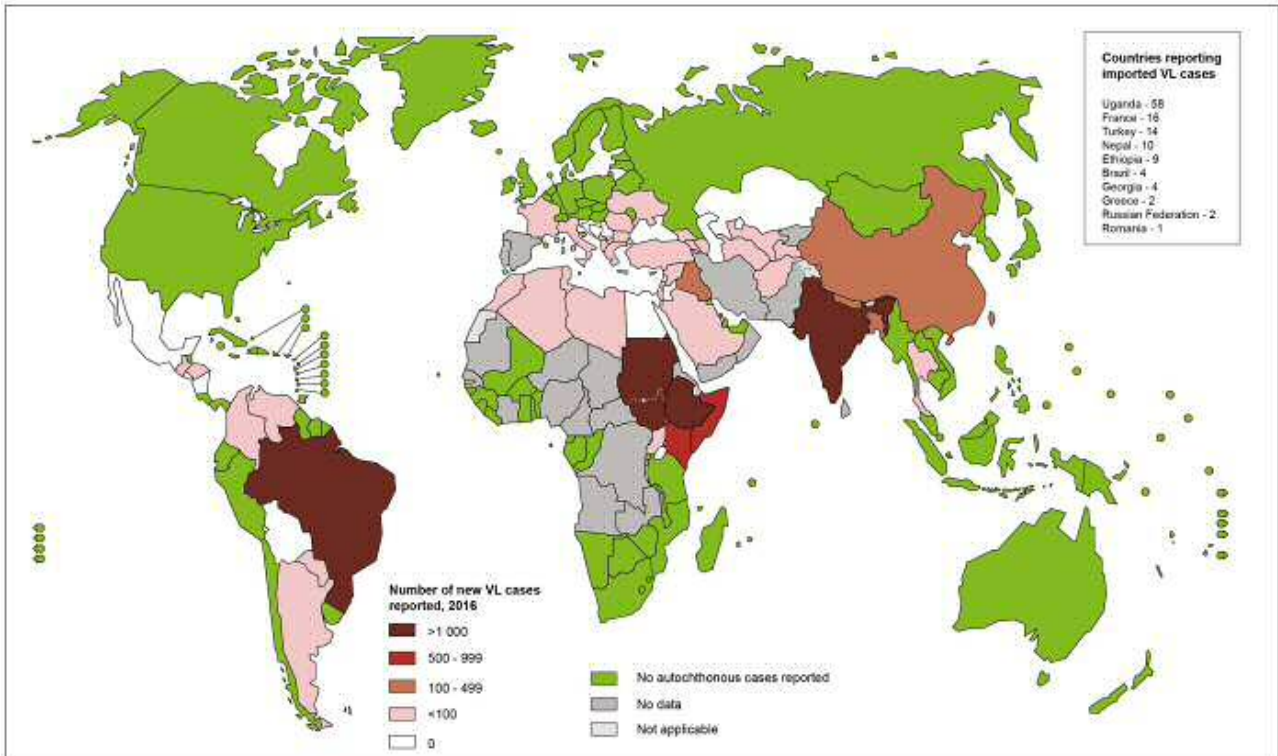 Countries reporting
imported VL cases
Uganda - 58
France - 16
Turkey - 14
Nepal - 10
Ethiopia - 9
Brazil - 4
Georgia - 4
Greece - 2
Russian Federation - 2
Romania - 1
Number of new VL cases
reported, 2016
>1 000
500 - 999
100 - 499
<100
0
No autochthonous cases reported
No data
Not applicable